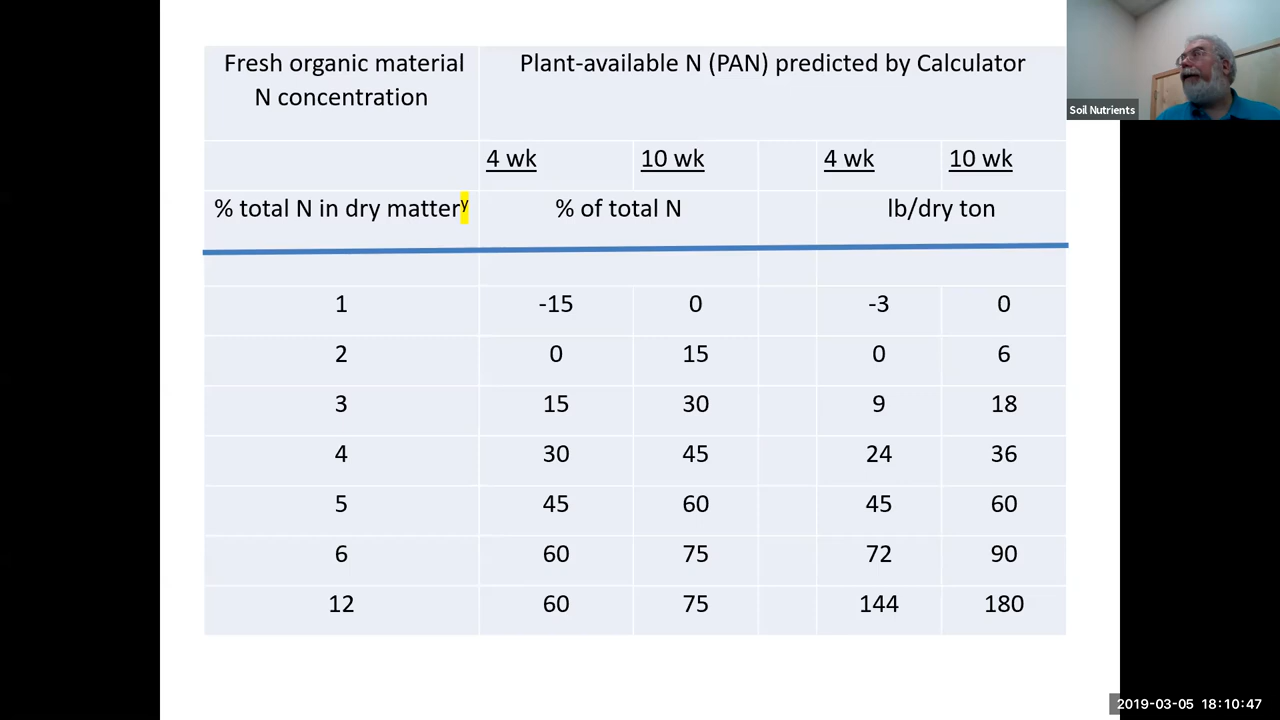 Fresh organic material
N concentration
Plant-available N (PAN) predicted by Calculator
Soil Nutrients
4 wk 10 wk 4 wk 10 wk
% total N in dry matterʸ % of total N lb/dry ton
1 -15 0 -3 0
2 0 15 0 6
3 15 30 9 18
4 30 45 24 36
5 45 60 45 60
6 60 75 72 90
12 60 75 144 180
2019-03-05 18:10:47